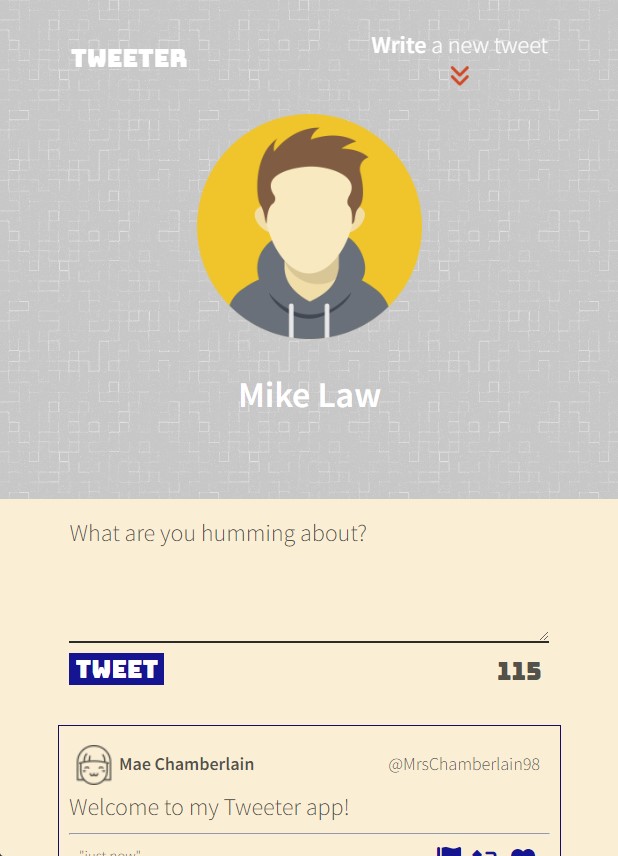 TWEETER
Write a new tweet
Mike Law
What are you humming about?
TWEET
115
Mae Chamberlain
@MrsChamberlain98
Welcome to my Tweeter app!
"just now"